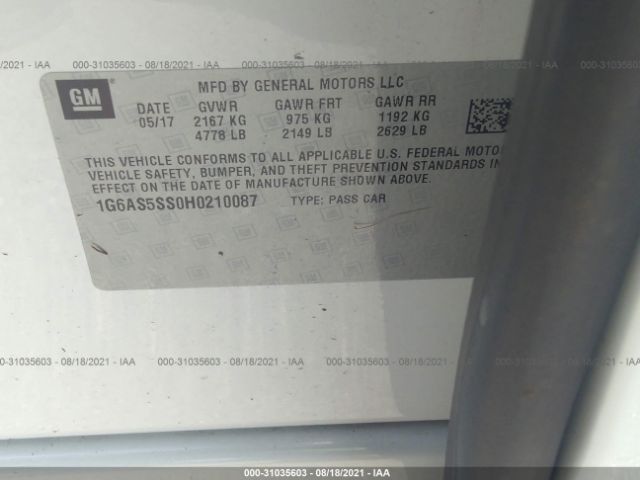 000-31035603 - 08/18/2021 - IAA
GM
MFD BY GENERAL MOTORS LLC
DATE GVWR GAWR FRT GAWR RR
05/17 2167 KG 975 KG 1192 KG
4778 LB 2149 LB 2629 LB
THIS VEHICLE CONFORMS TO ALL APPLICABLE U.S. FEDERAL MOTO
VEHICLE SAFETY, BUMPER, AND THEFT PREVENTION STANDARDS IN
EFFECT ON THE DATE OF MANUFACTURE SHOWN ABOVE.
1G6AS5SS0H0210087 TYPE: PASS CAR
000-31035603 - 08/18/2021 - IAA
000-31035603 - 08/18/2021 - IAA